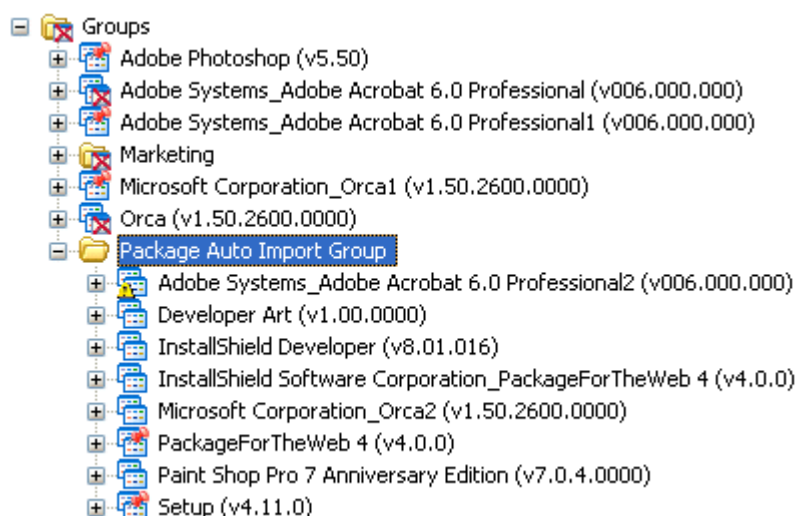 Groups
Adobe Photoshop (v5.50)
Adobe Systems_Adobe Acrobat 6.0 Professional (v006.000.000)
Adobe Systems_Adobe Acrobat 6.0 Professional1 (v006.000.000)
Marketing
Microsoft Corporation_Orca1 (v1.50.2600.0000)
Orca (v1.50.2600.0000)
Package Auto Import Group
Adobe Systems_Adobe Acrobat 6.0 Professional2 (v006.000.000)
Developer Art (v1.00.0000)
InstallShield Developer (v8.01.016)
InstallShield Software Corporation_PackageForTheWeb 4 (v4.0.0)
Microsoft Corporation_Orca2 (v1.50.2600.0000)
PackageForTheWeb 4 (v4.0.0)
Paint Shop Pro 7 Anniversary Edition (v7.0.4.0000)
Setup (v4.11.0)